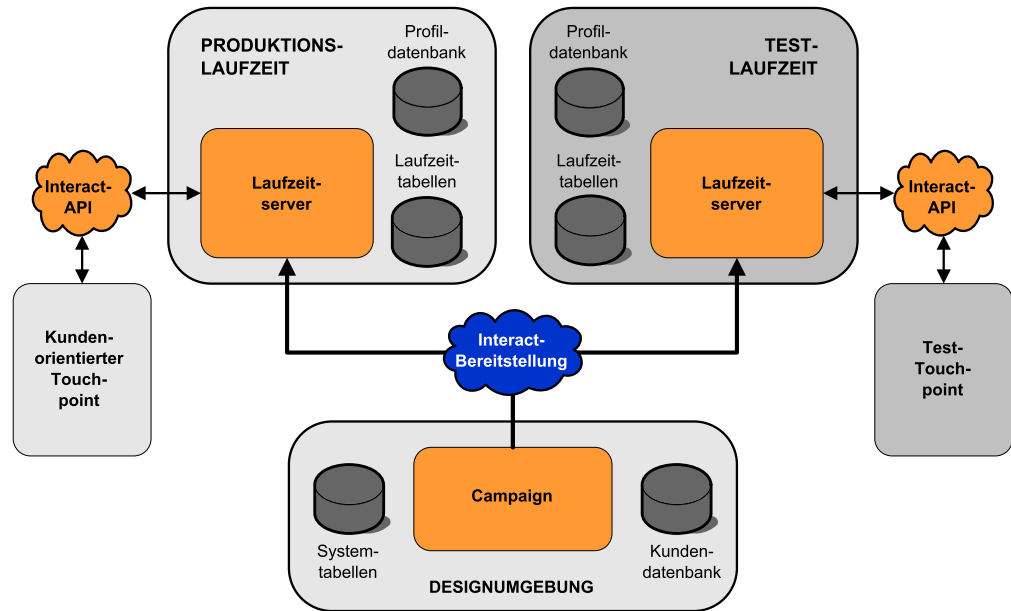 PRODUKTIONS-
LAUFZEIT
Profil-
datenbank
Laufzeit-
tabellen
Laufzeit-
server
Profil-
datenbank
Laufzeit-
tabellen
TEST-
LAUFZEIT
Laufzeit-
server
Interact-
API
Interact-
API
Kunden-
orientierter
Touch-
point
Interact-
Bereitstellung
Test-
Touch-
point
Campaign
System-
tabellen
Kunden-
datenbank
DESIGNUMGEBUNG